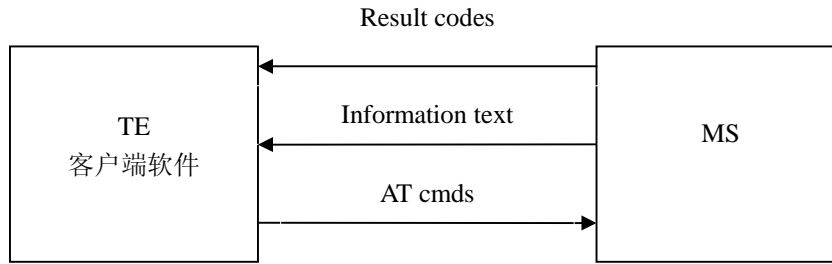 Result codes
TE
客户端软件
Information text
MS
AT cmds